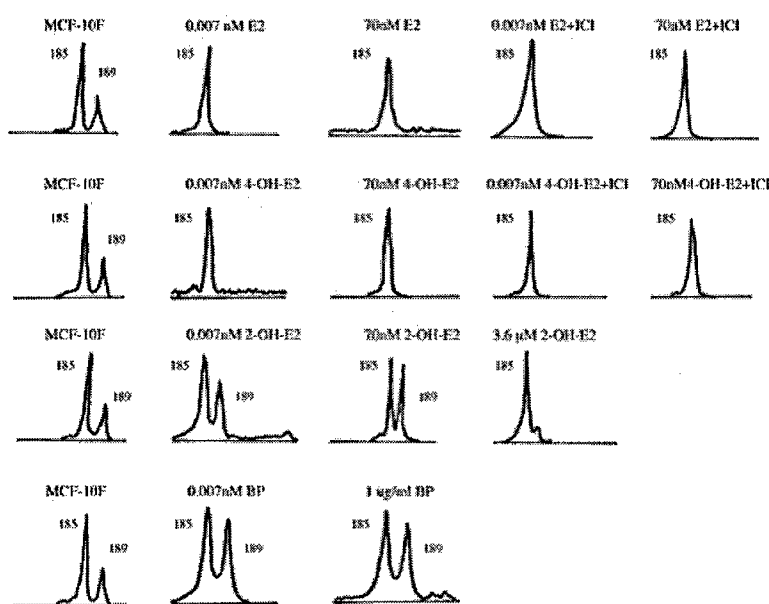 MCF-10F 0.007 nM E2 70nM E2 0.007nM E2+ICI 70nM E2+ICI
185 189 185 185 185 185
MCF-10F 0.007nM 4-OH-E2 70nM 4-OH-E2 0.007nM 4-OH-E2+ICI 70nM4-OH-E2+ICI
185 189 185 185 185 185
MCF-10F 0.007nM 2-OH-E2 70nM 2-OH-E2 3.6 µM 2-OH-E2
185 189 185 189 185 189 185
MCF-10F 0.007nM BP 1 ug/ml BP
185 189 185 189 185 189